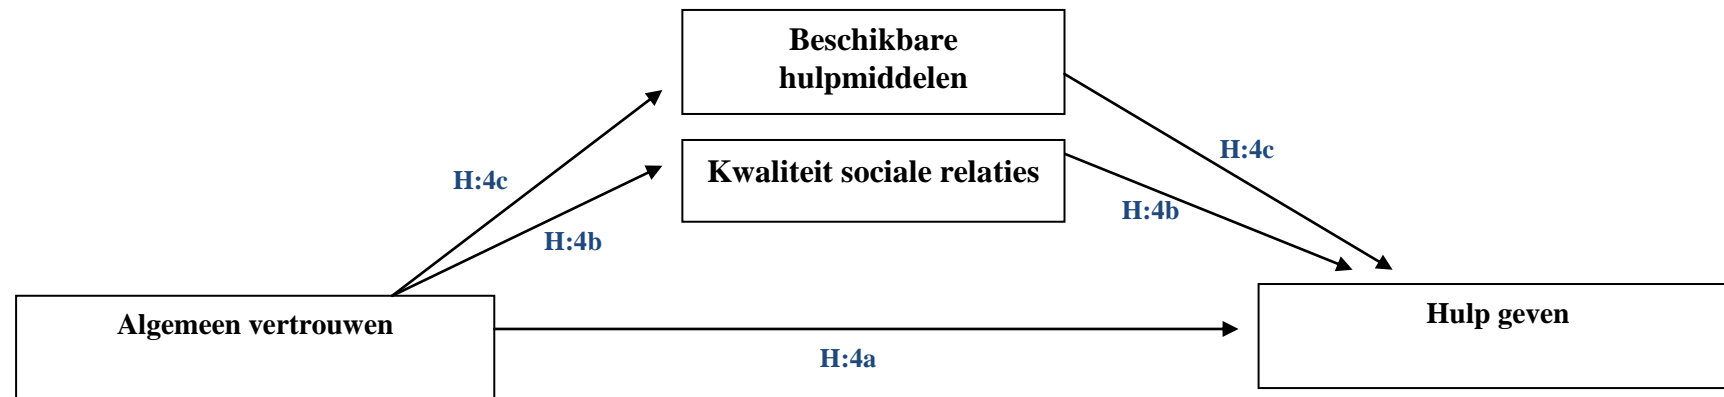 Beschikbare
hulpmiddelen
H:4c
Kwaliteit sociale relaties
H:4c
H:4b
H:4b
Algemeen vertrouwen
Hulp geven
H:4a